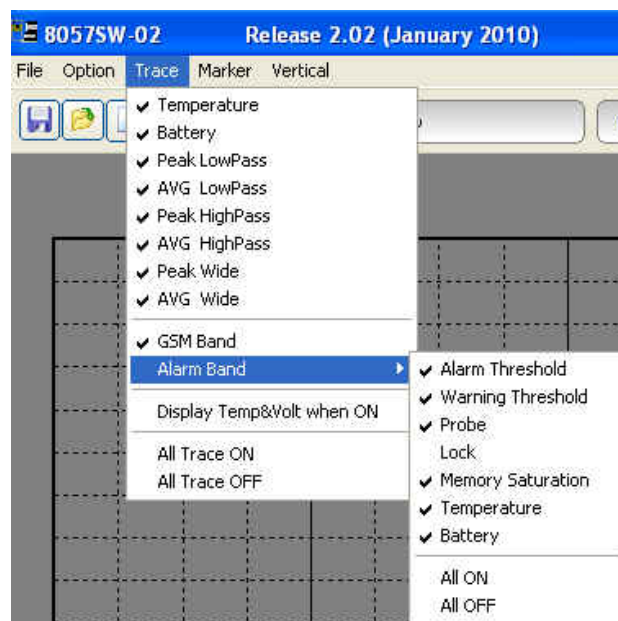 8057SW-02 Release 2.02 (January 2010)
File Option Trace Marker Vertical
Temperature
Battery
Peak LowPass
AVG LowPass
Peak HighPass
AVG HighPass
Peak Wide
AVG Wide
GSM Band
Alarm Band
Display Temp&Volt when ON
All Trace ON
All Trace OFF
Alarm Threshold
Warning Threshold
Probe
Lock
Memory Saturation
Temperature
Battery
All ON
All OFF